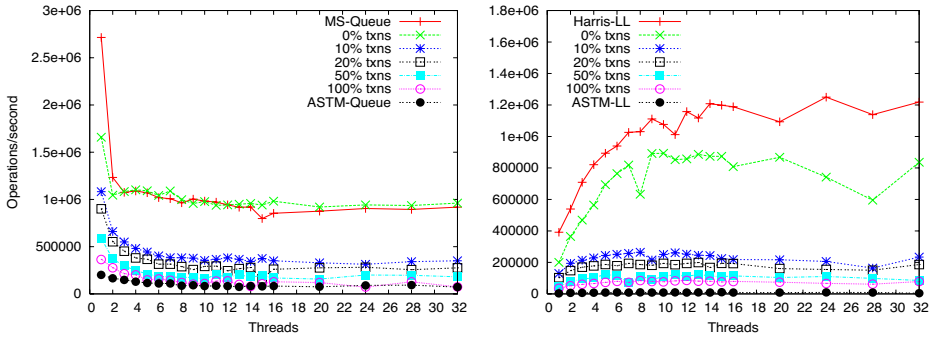 3e+06
2.5e+06
2e+06
1.5e+06
1e+06
500000
0
Operations/second
MS-Queue
0% txns
10% txns
20% txns
50% txns
100% txns
ASTM-Queue
0 2 4 6 8 10 12 14 16 18 20 22 24 26 28 30 32
Threads
1.8e+06
1.6e+06
1.4e+06
1.2e+06
1e+06
800000
600000
400000
200000
0
Harris-LL
0% txns
10% txns
20% txns
50% txns
100% txns
ASTM-LL
0 2 4 6 8 10 12 14 16 18 20 22 24 26 28 30 32
Threads